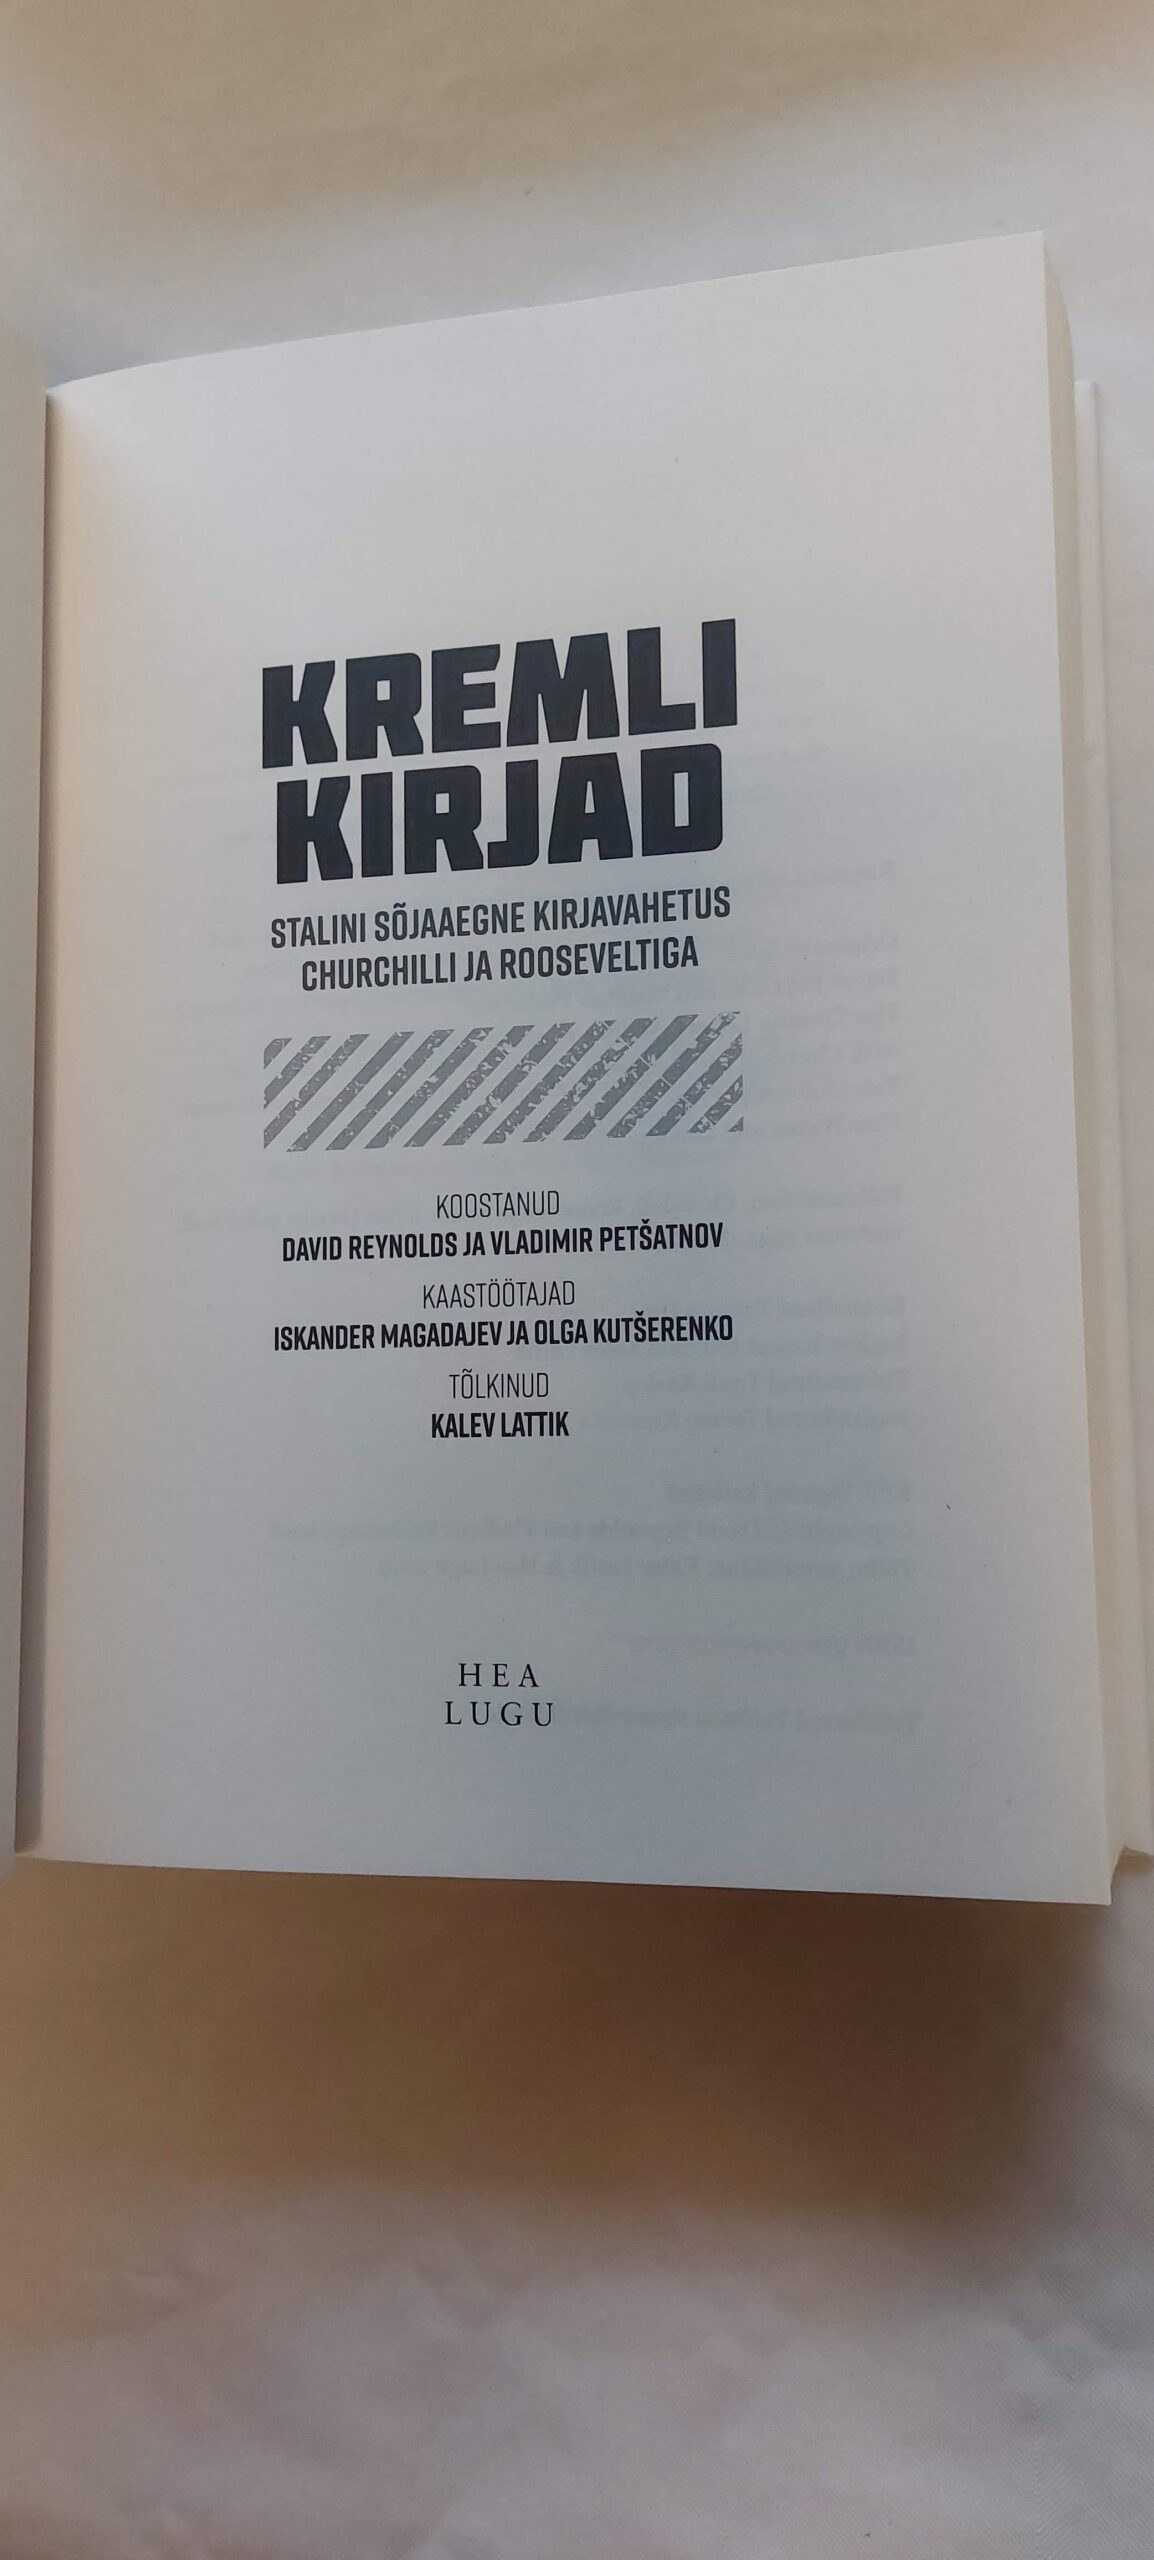 KREMLI
KIRJAD
STALINI SÕJAAEGNE KIRJAVAHETUS
CHURCHILLI JA ROOSEVELTIGA
KOOSTANUD
DAVID REYNOLDS JA VLADIMIR PETŠATNOV
KAASTÖÖTAJAD
ISKANDER MAGADAJEV JA OLGA KUTŠERENKO
TÕLKINUD
KALEV LATTIK
HEA
LUGU